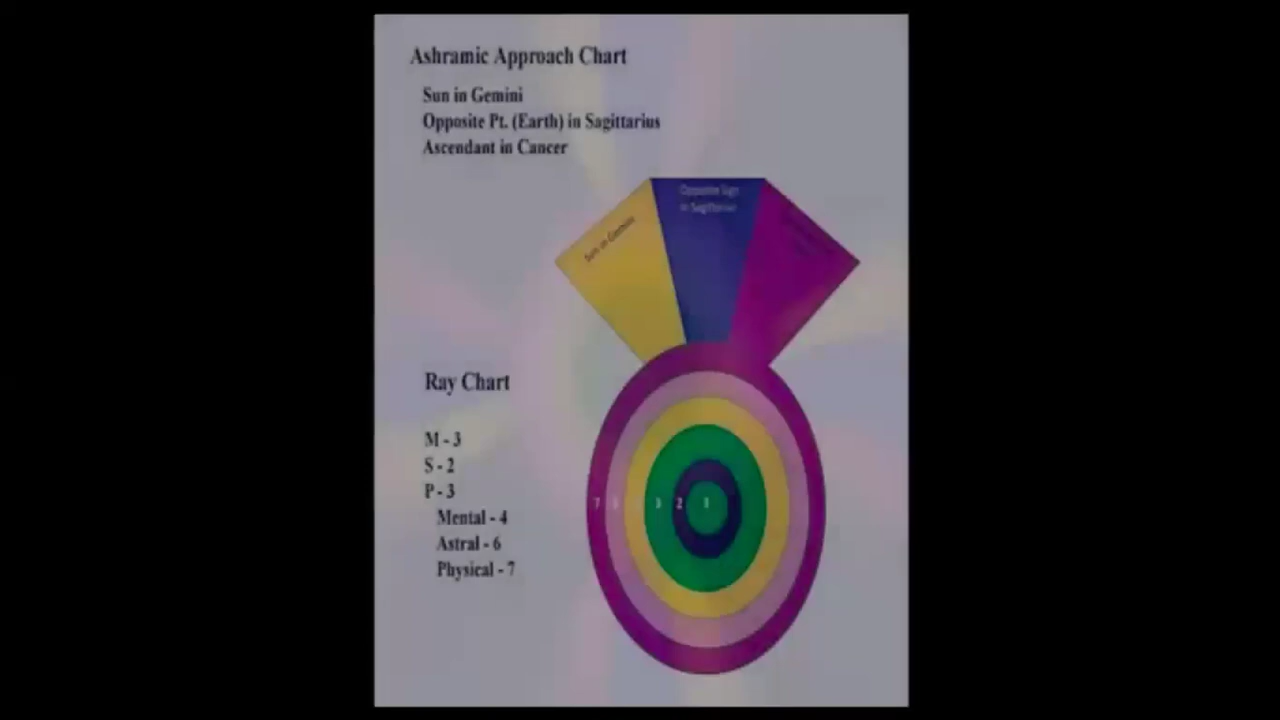 Ashramic Approach Chart
Sun in Gemini
Opposite Pt. (Earth) in Sagittarius
Ascendant in Cancer
Opposite Sign
in Sagittarius
Sun in Gemini
Ray Chart
M - 3
S - 2
P - 3
Mental - 4
Astral - 6
Physical - 7
7 3 2 3